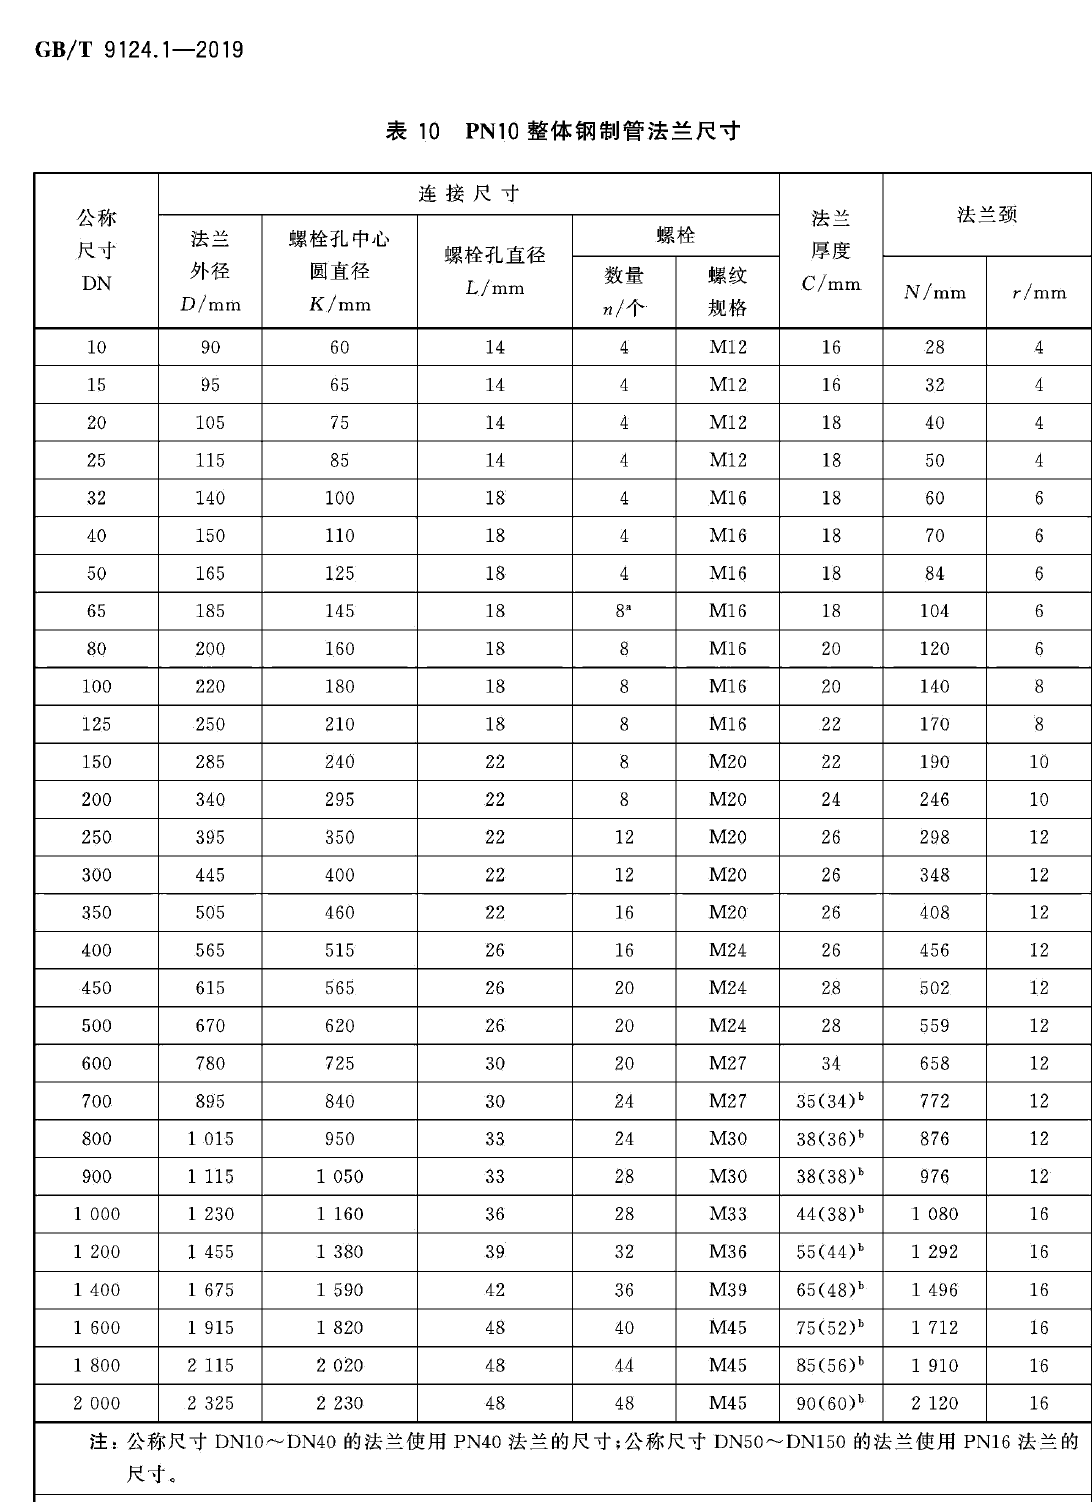 GB/T 9124.1—2019
表 10 PN10 整体钢制管法兰尺寸
公称尺寸 DN 连接尺寸 法兰厚度 C/mm 法兰颈
法兰外径 D/mm 螺栓孔中心圆直径 K/mm 螺栓孔直径 L/mm 螺栓 N/mm r/mm
数量 n/个 螺纹规格
10 90 60 14 4 M12 16 28 4
15 95 65 14 4 M12 16 32 4
20 105 75 14 4 M12 18 40 4
25 115 85 14 4 M12 18 50 4
32 140 100 18 4 M16 18 60 6
40 150 110 18 4 M16 18 70 6
50 165 125 18 4 M16 18 84 6
65 185 145 18 8ᵃ M16 18 104 6
80 200 160 18 8 M16 20 120 6
100 220 180 18 8 M16 20 140 8
125 250 210 18 8 M16 22 170 8
150 285 240 22 8 M20 22 190 10
200 340 295 22 8 M20 24 246 10
250 395 350 22 12 M20 26 298 12
300 445 400 22 12 M20 26 348 12
350 505 460 22 16 M20 26 408 12
400 565 515 26 16 M24 26 456 12
450 615 565 26 20 M24 28 502 12
500 670 620 26 20 M24 28 559 12
600 780 725 30 20 M27 34 658 12
700 895 840 30 24 M27 35(34)ᵇ 772 12
800 1 015 950 33 24 M30 38(36)ᵇ 876 12
900 1 115 1 050 33 28 M30 38(38)ᵇ 976 12
1 000 1 230 1 160 36 28 M33 44(38)ᵇ 1 080 16
1 200 1 455 1 380 39 32 M36 55(44)ᵇ 1 292 16
1 400 1 675 1 590 42 36 M39 65(48)ᵇ 1 496 16
1 600 1 915 1 820 48 40 M45 75(52)ᵇ 1 712 16
1 800 2 115 2 020 48 44 M45 85(56)ᵇ 1 910 16
2 000 2 325 2 230 48 48 M45 90(60)ᵇ 2 120 16
注：公称尺寸 DN10～DN40 的法兰使用 PN40 法兰的尺寸；公称尺寸 DN50～DN150 的法兰使用 PN16 法兰的
尺寸。